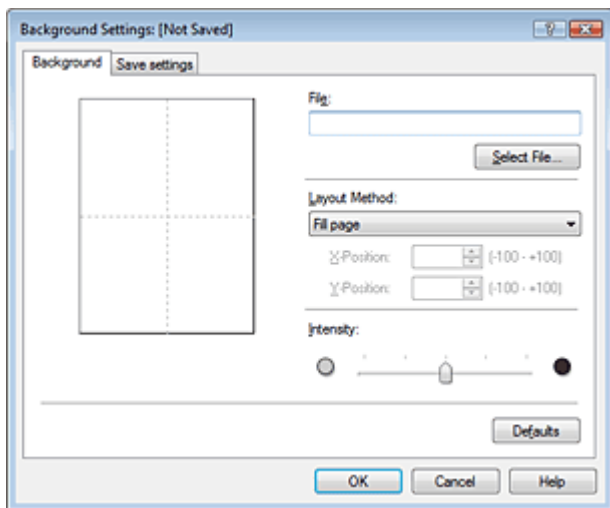 Background Settings: [Not Saved]
Background
Save settings
File:
Select File...
Layout Method:
Fill page
X-Position:
(-100 - +100)
Y-Position:
(-100 - +100)
Intensity:
Defaults
OK
Cancel
Help